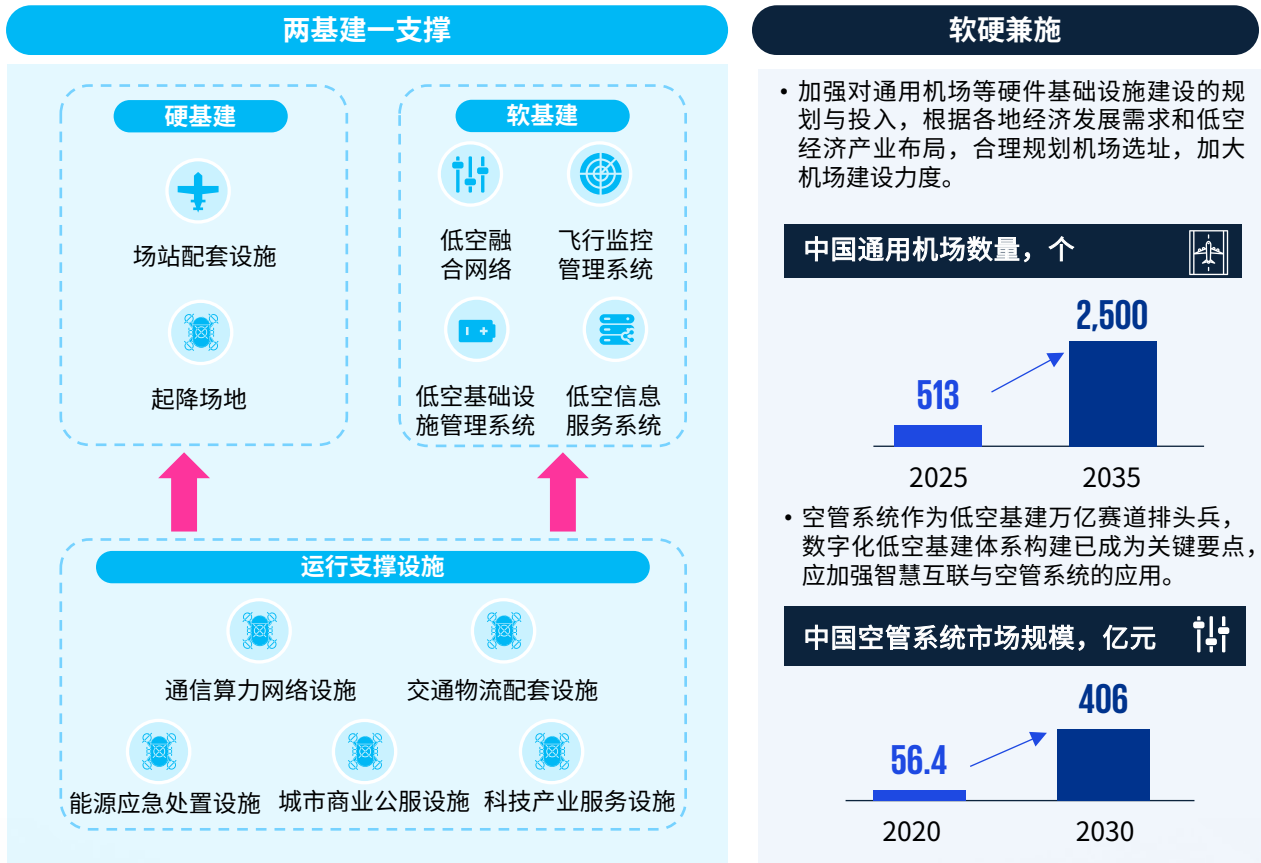 两基建一支撑
硬基建
场站配套设施
起降场地
软基建
低空融
合网络
飞行监控
管理系统
低空基础设
施管理系统
低空信息
服务系统
运行支撑设施
通信算力网络设施
交通物流配套设施
能源应急处置设施
城市商业公服设施
科技产业服务设施
软硬兼施
• 加强对通用机场等硬件基础设施建设的规
划与投入，根据各地经济发展需求和低空
经济产业布局，合理规划机场选址，加大
机场建设力度。
中国通用机场数量，个
513
2,500
2025
2035
• 空管系统作为低空基建万亿赛道排头兵，
数字化低空基建体系构建已成为关键要点，
应加强智慧互联与空管系统的应用。
中国空管系统市场规模，亿元
56.4
406
2020
2030